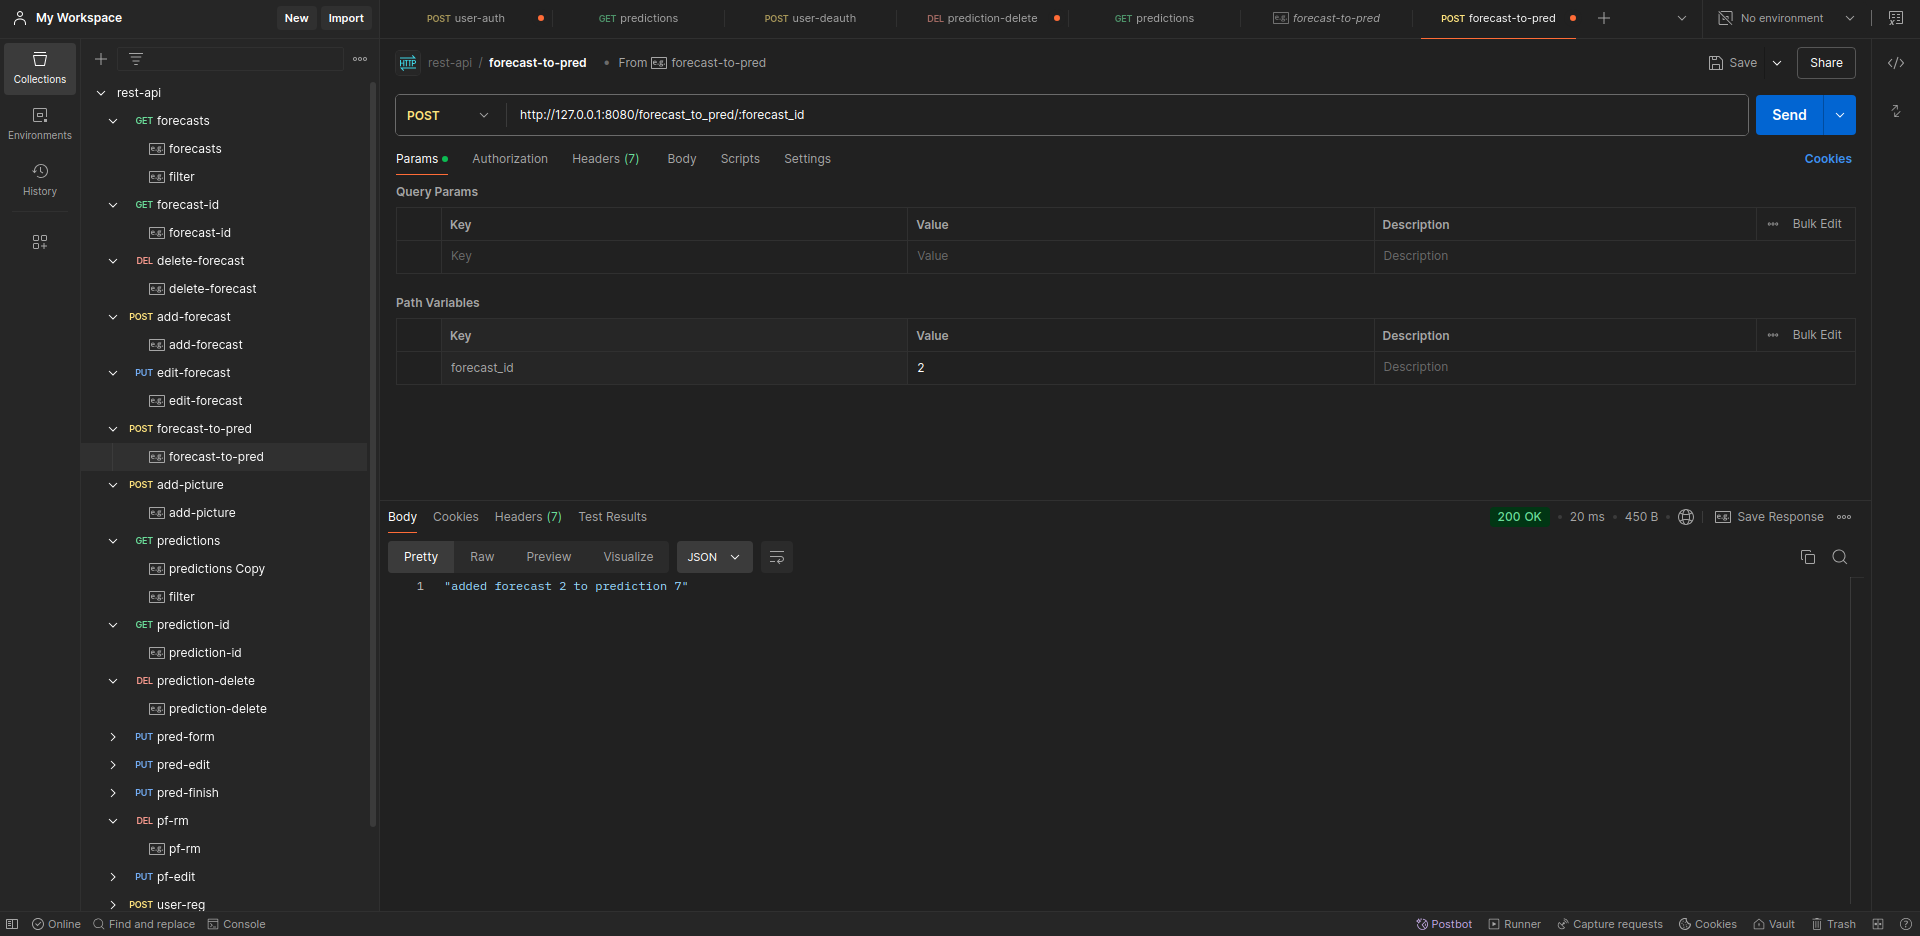 My Workspace
New
Import
POST user-auth
GET predictions
POST user-deauth
DEL prediction-delete
GET predictions
e.g. forecast-to-pred
POST forecast-to-pred
No environment
Collections
Environments
History
rest-api
GET forecasts
e.g. forecasts
e.g. filter
GET forecast-id
e.g. forecast-id
DEL delete-forecast
e.g. delete-forecast
POST add-forecast
e.g. add-forecast
PUT edit-forecast
e.g. edit-forecast
POST forecast-to-pred
e.g. forecast-to-pred
POST add-picture
e.g. add-picture
GET predictions
e.g. predictions Copy
e.g. filter
GET prediction-id
e.g. prediction-id
DEL prediction-delete
e.g. prediction-delete
PUT pred-form
PUT pred-edit
PUT pred-finish
DEL pf-rm
e.g. pf-rm
PUT pf-edit
POST user-reg
HTTP rest-api / forecast-to-pred • From e.g. forecast-to-pred
Save
Share
POST http://127.0.0.1:8080/forecast_to_pred/:forecast_id
Send
Params Authorization Headers (7) Body Scripts Settings
Cookies
Query Params
Key Value Description Bulk Edit
Key Value Description
Path Variables
Key Value Description Bulk Edit
forecast_id 2 Description
Body Cookies Headers (7) Test Results
200 OK • 20 ms • 450 B
e.g. Save Response
Pretty Raw Preview Visualize JSON
1 "added forecast 2 to prediction 7"
Online Find and replace Console
Postbot Runner Capture requests Cookies Vault Trash